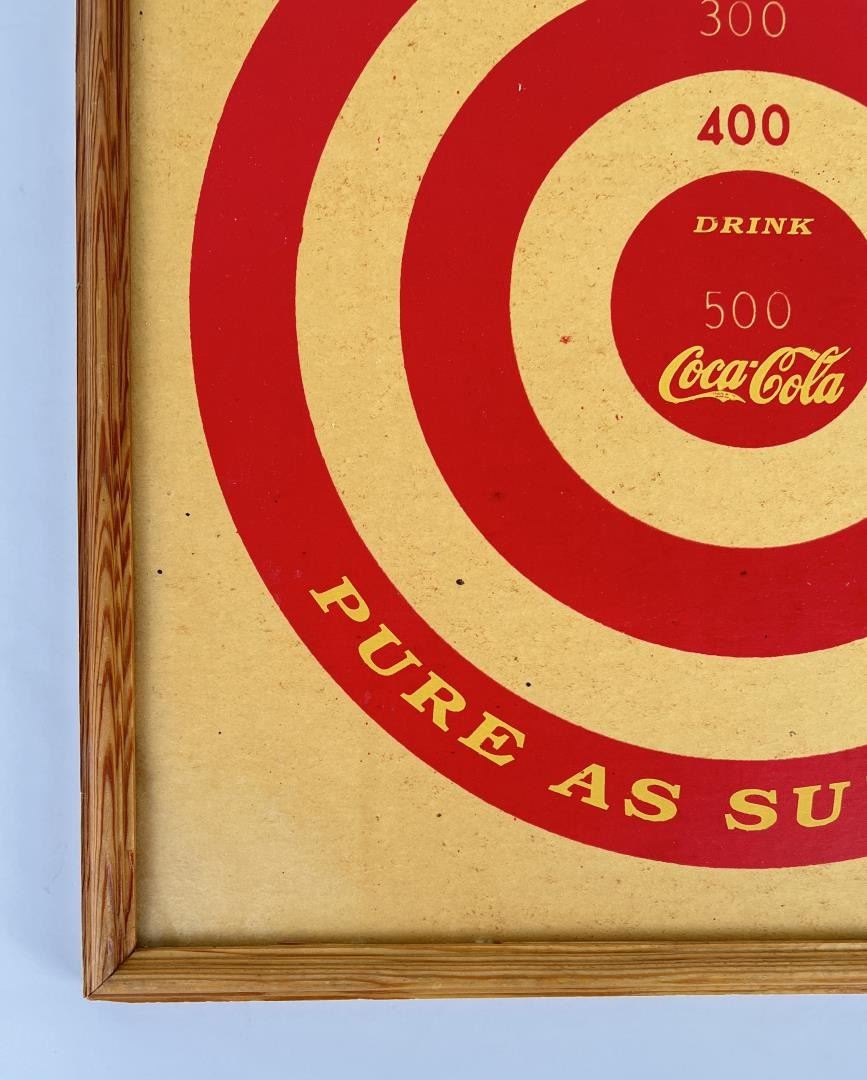 300
400
DRINK
500
Coca-Cola
PURE AS SU